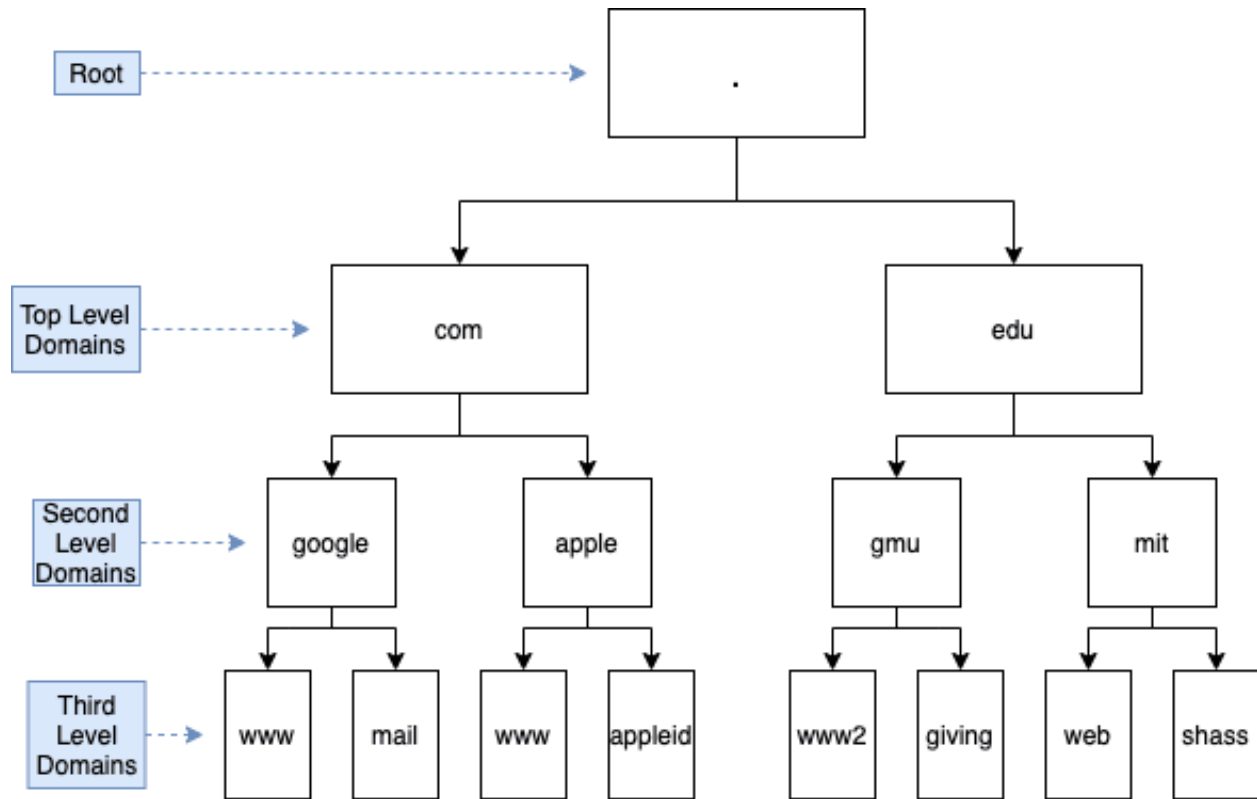 Root
.
Top Level
Domains
com
edu
Second
Level
Domains
google
apple
gmu
mit
Third
Level
Domains
www
mail
www
appleid
www2
giving
web
shass